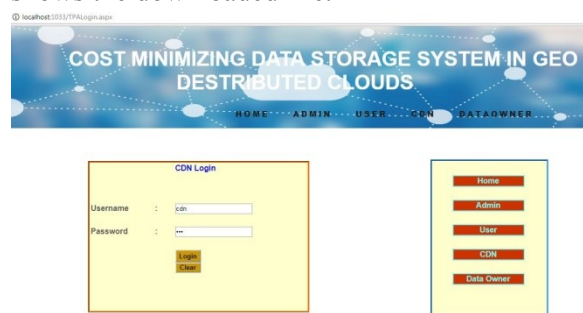 localhost:1033/TPALogin.aspx
COST MINIMIZING DATA STORAGE SYSTEM IN GEO
DESTRIBUTED CLOUDS
HOME ADMIN USER CDN DATAOWNER
CDN Login
Username : cdn
Password : •••
Login
Clear
Home
Admin
User
CDN
Data Owner